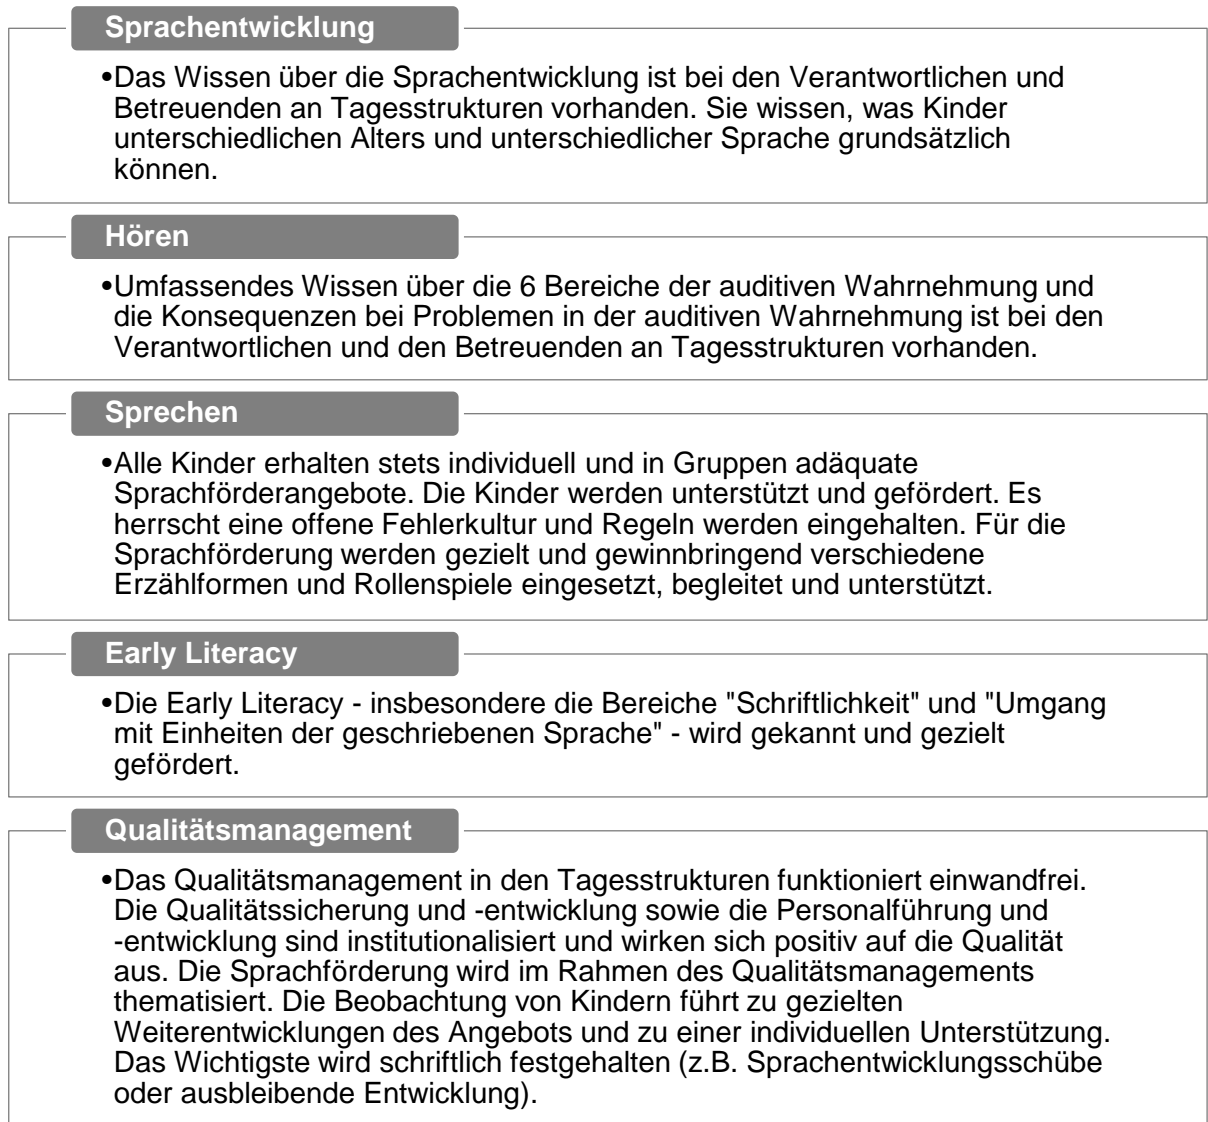 Sprachentwicklung
•Das Wissen über die Sprachentwicklung ist bei den Verantwortlichen und
Betreuenden an Tagesstrukturen vorhanden. Sie wissen, was Kinder
unterschiedlichen Alters und unterschiedlicher Sprache grundsätzlich
können.
Hören
•Umfassendes Wissen über die 6 Bereiche der auditiven Wahrnehmung und
die Konsequenzen bei Problemen in der auditiven Wahrnehmung ist bei den
Verantwortlichen und den Betreuenden an Tagesstrukturen vorhanden.
Sprechen
•Alle Kinder erhalten stets individuell und in Gruppen adäquate
Sprachförderangebote. Die Kinder werden unterstützt und gefördert. Es
herrscht eine offene Fehlerkultur und Regeln werden eingehalten. Für die
Sprachförderung werden gezielt und gewinnbringend verschiedene
Erzählformen und Rollenspiele eingesetzt, begleitet und unterstützt.
Early Literacy
•Die Early Literacy - insbesondere die Bereiche "Schriftlichkeit" und "Umgang
mit Einheiten der geschriebenen Sprache" - wird gekannt und gezielt
gefördert.
Qualitätsmanagement
•Das Qualitätsmanagement in den Tagesstrukturen funktioniert einwandfrei.
Die Qualitätssicherung und -entwicklung sowie die Personalführung und
-entwicklung sind institutionalisiert und wirken sich positiv auf die Qualität
aus. Die Sprachförderung wird im Rahmen des Qualitätsmanagements
thematisiert. Die Beobachtung von Kindern führt zu gezielten
Weiterentwicklungen des Angebots und zu einer individuellen Unterstützung.
Das Wichtigste wird schriftlich festgehalten (z.B. Sprachentwicklungsschübe
oder ausbleibende Entwicklung).